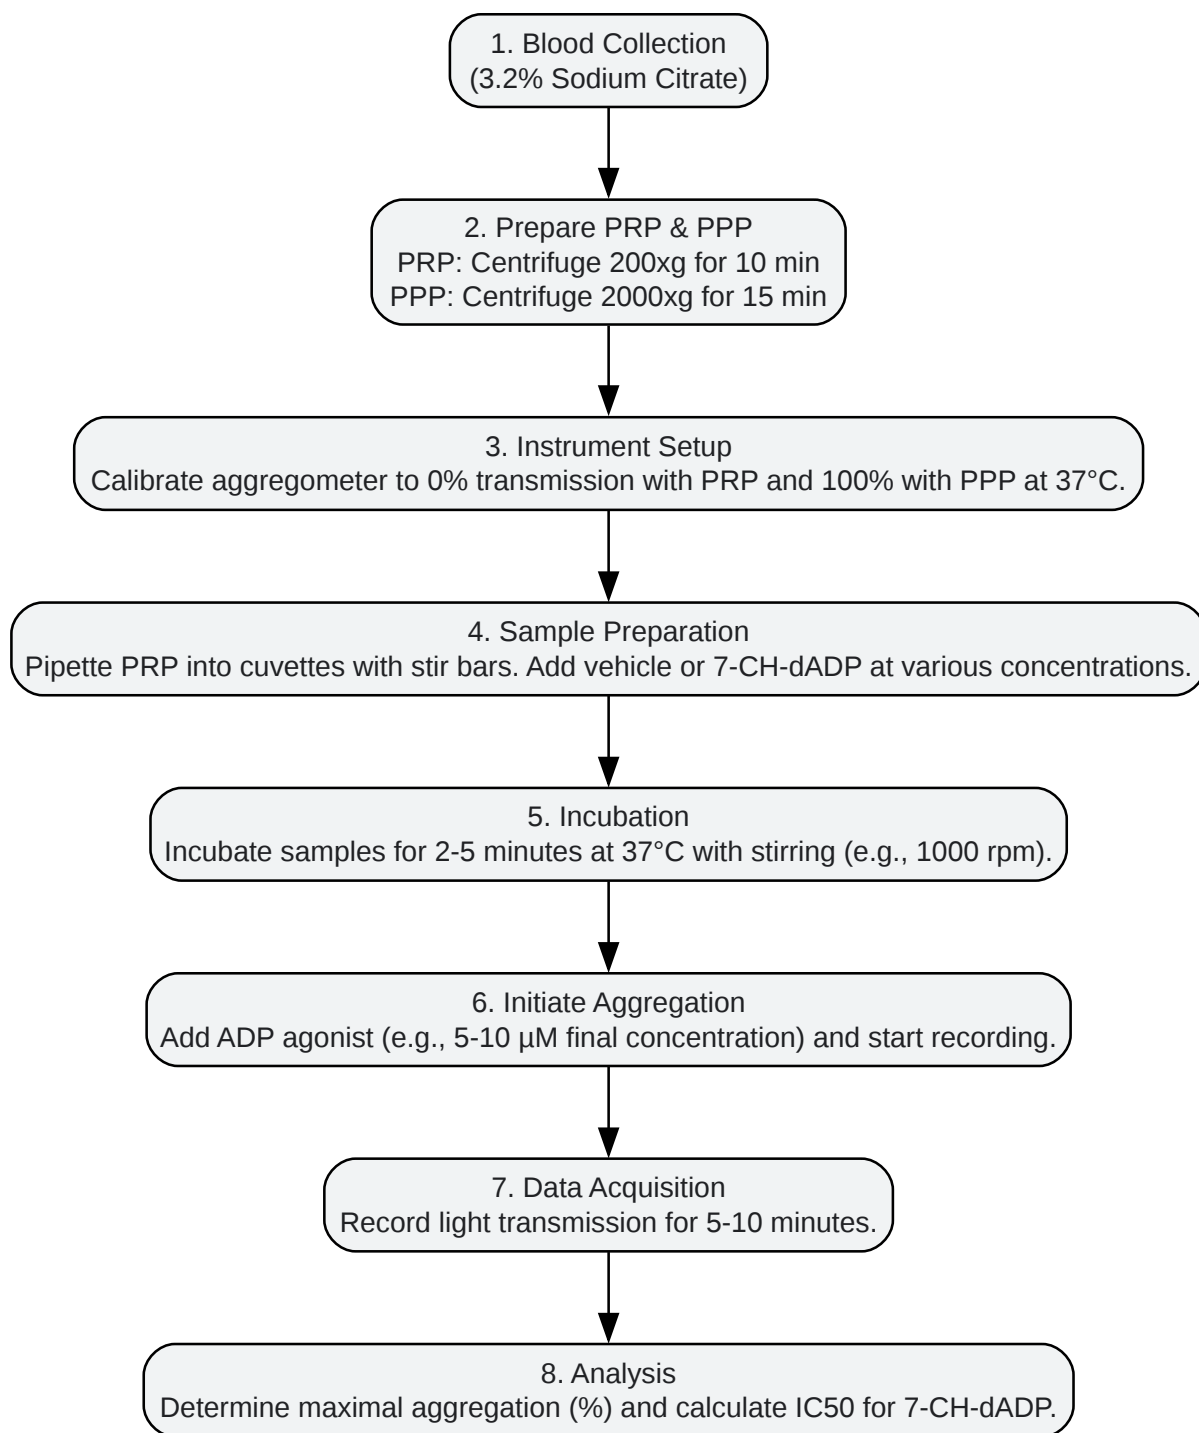 1. Blood Collection
(3.2% Sodium Citrate)
2. Prepare PRP & PPP
PRP: Centrifuge 200xg for 10 min
PPP: Centrifuge 2000xg for 15 min
3. Instrument Setup
Calibrate aggregometer to 0% transmission with PRP and 100% with PPP at 37°C.
4. Sample Preparation
Pipette PRP into cuvettes with stir bars. Add vehicle or 7-CH-dADP at various concentrations.
5. Incubation
Incubate samples for 2-5 minutes at 37°C with stirring (e.g., 1000 rpm).
6. Initiate Aggregation
Add ADP agonist (e.g., 5-10 µM final concentration) and start recording.
7. Data Acquisition
Record light transmission for 5-10 minutes.
8. Analysis
Determine maximal aggregation (%) and calculate IC50 for 7-CH-dADP.